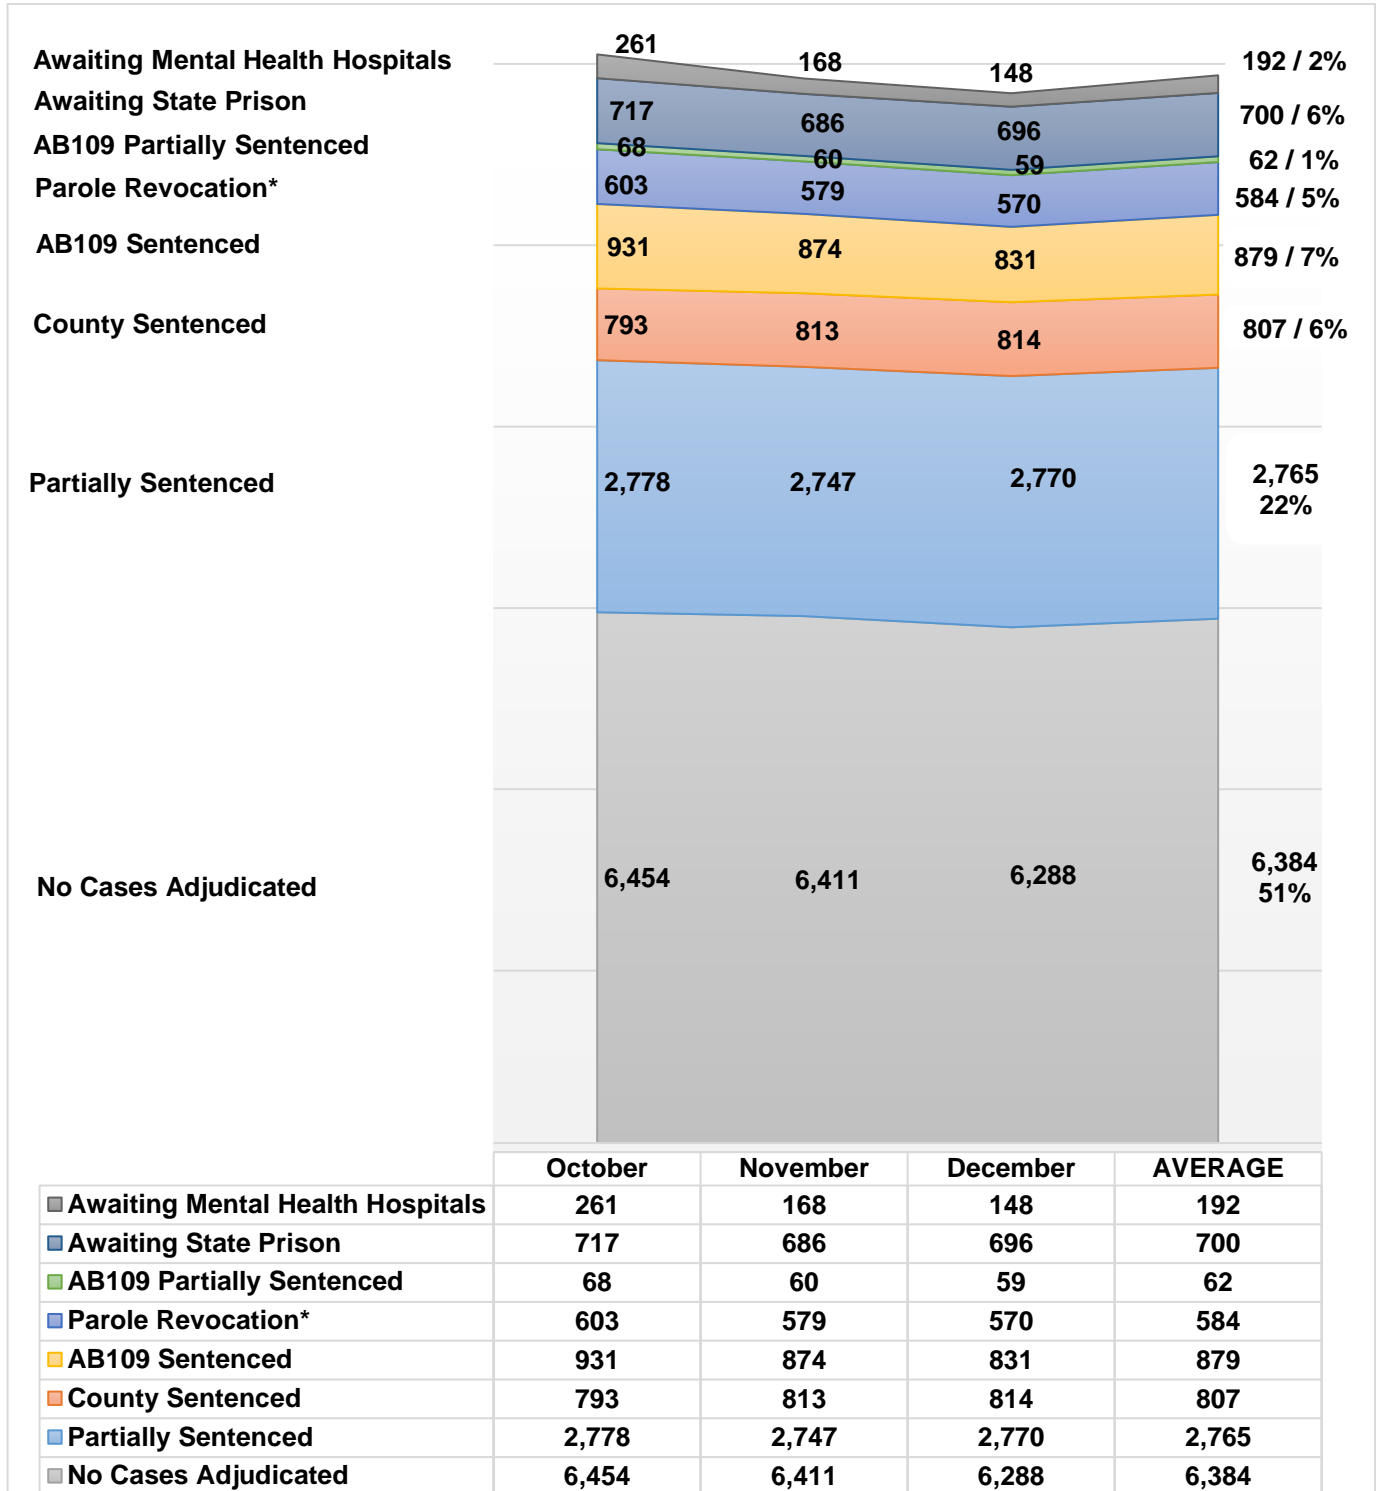 Awaiting Mental Health Hospitals 261 168 148 192 / 2%
Awaiting State Prison 717 686 696 700 / 6%
AB109 Partially Sentenced 68 60 59 62 / 1%
Parole Revocation* 603 579 570 584 / 5%
AB109 Sentenced 931 874 831 879 / 7%
County Sentenced 793 813 814 807 / 6%
Partially Sentenced 2,778 2,747 2,770 2,765
22%
No Cases Adjudicated 6,454 6,411 6,288 6,384
51%
October November December AVERAGE
Awaiting Mental Health Hospitals 261 168 148 192
Awaiting State Prison 717 686 696 700
AB109 Partially Sentenced 68 60 59 62
Parole Revocation* 603 579 570 584
AB109 Sentenced 931 874 831 879
County Sentenced 793 813 814 807
Partially Sentenced 2,778 2,747 2,770 2,765
No Cases Adjudicated 6,454 6,411 6,288 6,384